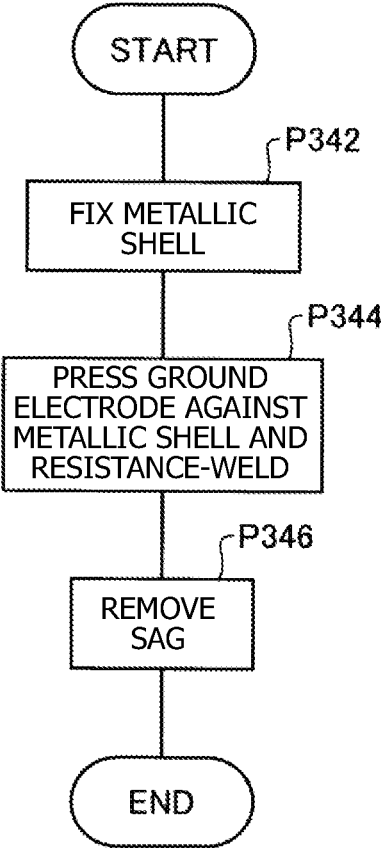 START
P342
FIX METALLIC
SHELL
P344
PRESS GROUND
ELECTRODE AGAINST
METALLIC SHELL AND
RESISTANCE-WELD
P346
REMOVE
SAG
END